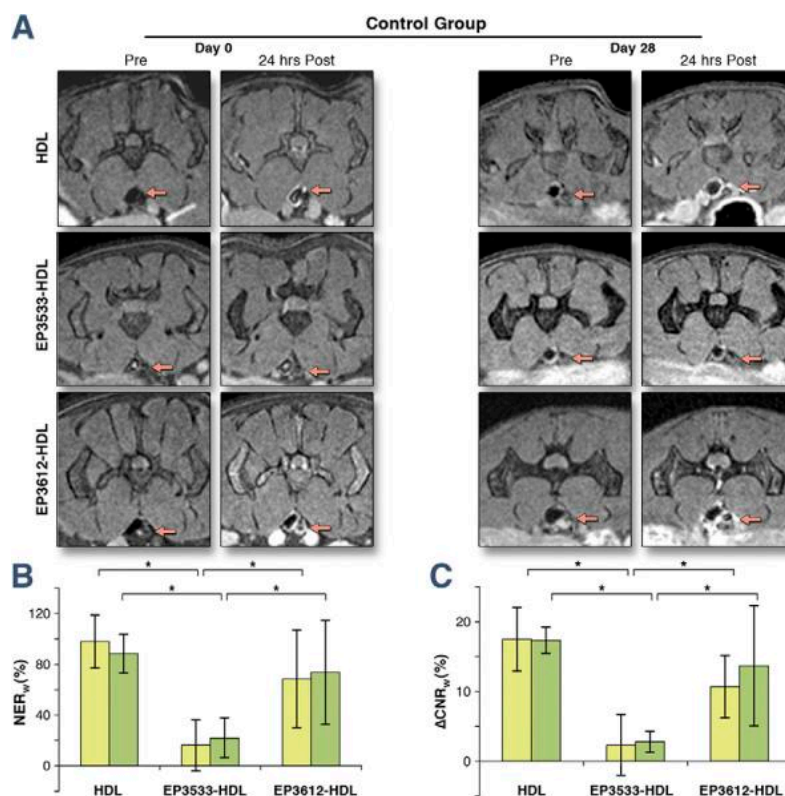 A
Control Group
Day 0
Day 28
Pre
24 hrs Post
Pre
24 hrs Post
HDL
EP3533-HDL
EP3612-HDL
B
* *
* *
NERw(%)
120
80
40
0
HDL EP3533-HDL EP3612-HDL
C
* *
* *
ΔCNRw(%)
20
10
0
HDL EP3533-HDL EP3612-HDL